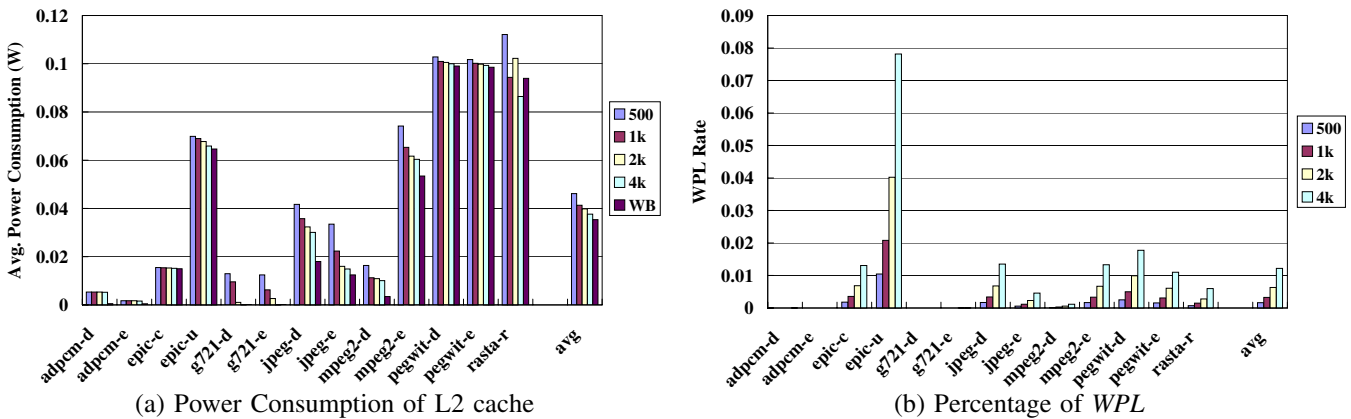 Avg. Power Consumption (W)
0.12
0.1
0.08
0.06
0.04
0.02
0
adpcm-d
adpcm-e
epic-c
epic-u
g721-d
g721-e
jpeg-d
jpeg-e
mpeg2-d
mpeg2-e
pegwit-d
pegwit-e
rasta-r
avg
500
1k
2k
4k
WB
(a) Power Consumption of L2 cache
WPL Rate
0.09
0.08
0.07
0.06
0.05
0.04
0.03
0.02
0.01
0
adpcm-d
adpcm-e
epic-c
epic-u
g721-d
g721-e
jpeg-d
jpeg-e
mpeg2-d
mpeg2-e
pegwit-d
pegwit-e
rasta-r
avg
500
1k
2k
4k
(b) Percentage of WPL